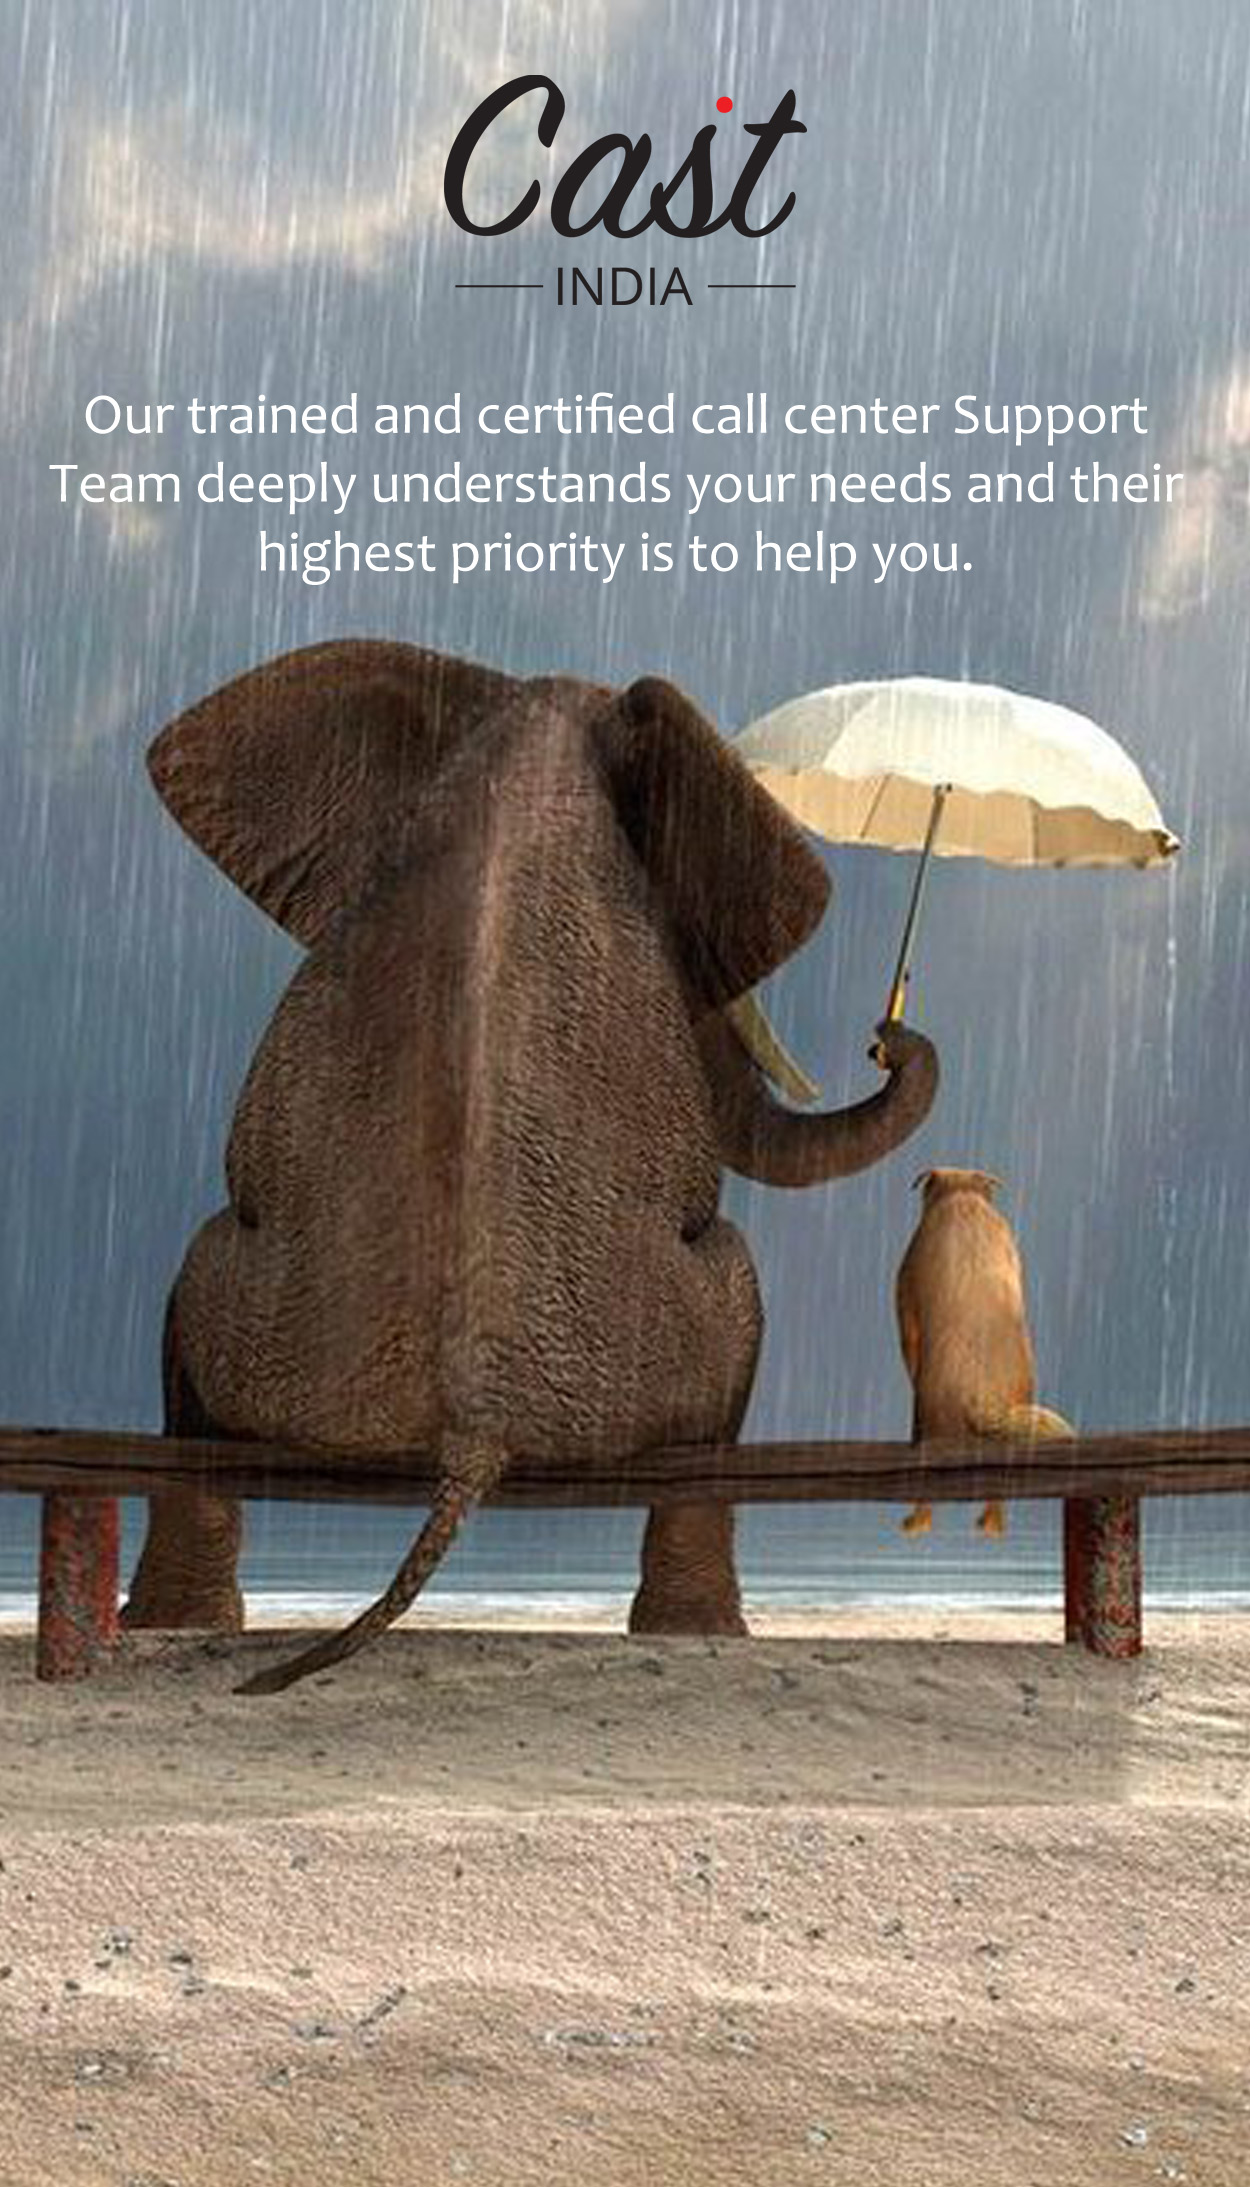 Cast
INDIA
Our trained and certified call center Support
Team deeply understands your needs and their
highest priority is to help you.